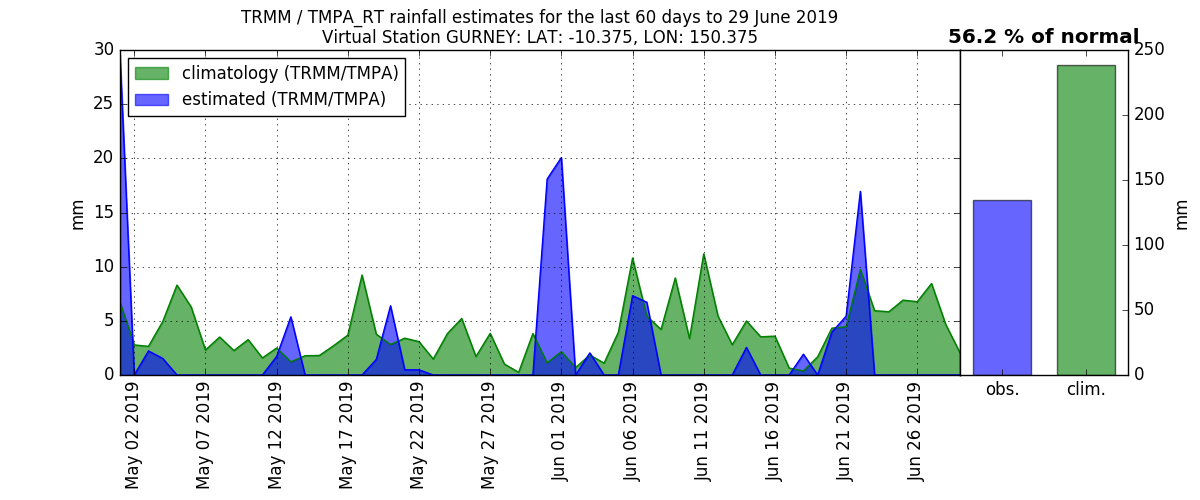 TRMM / TMPA_RT rainfall estimates for the last 60 days to 29 June 2019
Virtual Station GURNEY: LAT: -10.375, LON: 150.375
56.2 % of normal
climatology (TRMM/TMPA)
estimated (TRMM/TMPA)
mm
30
25
20
15
10
5
0
May 02 2019
May 07 2019
May 12 2019
May 17 2019
May 22 2019
May 27 2019
Jun 01 2019
Jun 06 2019
Jun 11 2019
Jun 16 2019
Jun 21 2019
Jun 26 2019
250
200
150
100
50
0
mm
obs.
clim.